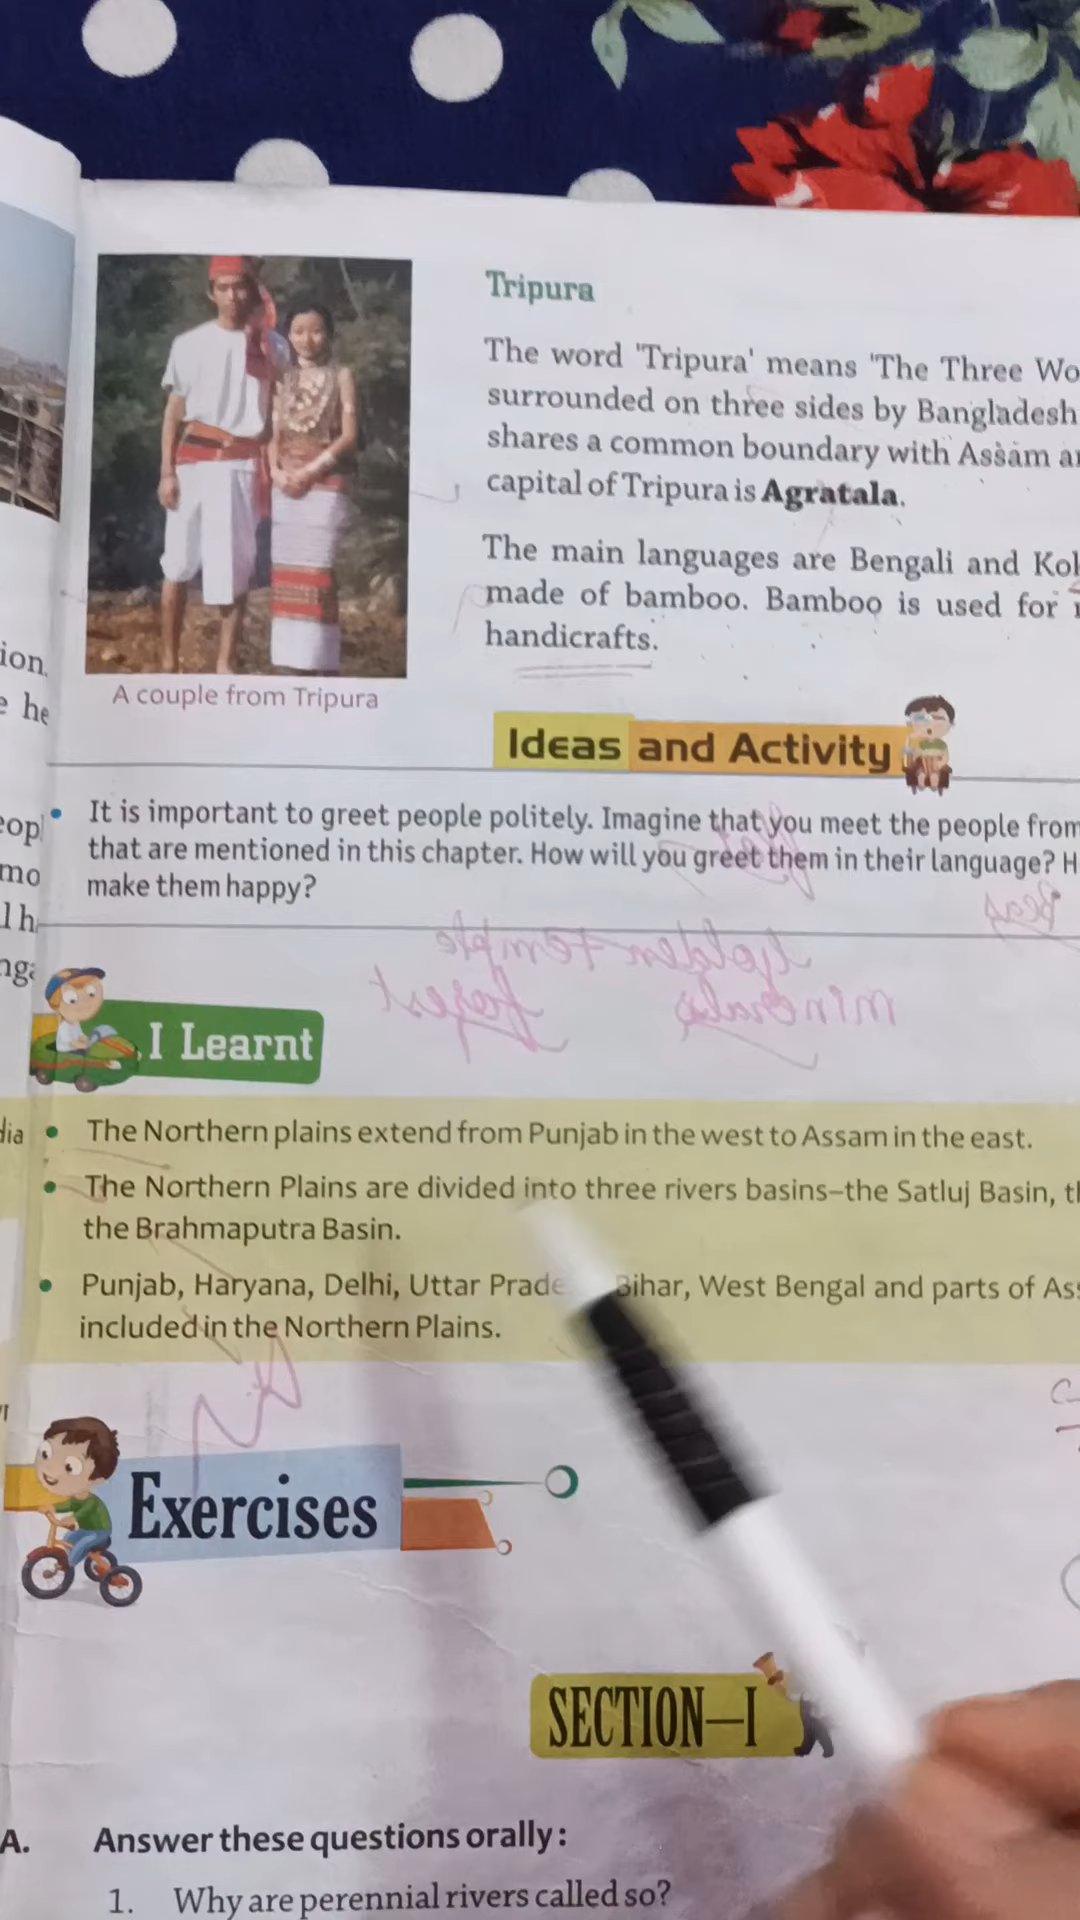 Tripura
The word 'Tripura' means 'The Three
surrounded on three sides by Bangladesh
shares a common boundary with Assam
capital of Tripura is Agratala.
The main languages are Bengali and
made of bamboo. Bamboo is used for
handicrafts.
A couple from Tripura
Ideas and Activity
• It is important to greet people politely. Imagine that you meet the people from
that are mentioned in this chapter. How will you greet them in their language?
make them happy?
I Learnt
• The Northern plains extend from Punjab in the west to Assam in the east.
• The Northern Plains are divided into three rivers basins–the Satluj Basin,
the Brahmaputra Basin.
• Punjab, Haryana, Delhi, Uttar Bihar, West Bengal and parts of
included in the Northern Plains.
Exercises
SECTION–I
A. Answer these questions orally:
1. Why are perennial rivers called so?